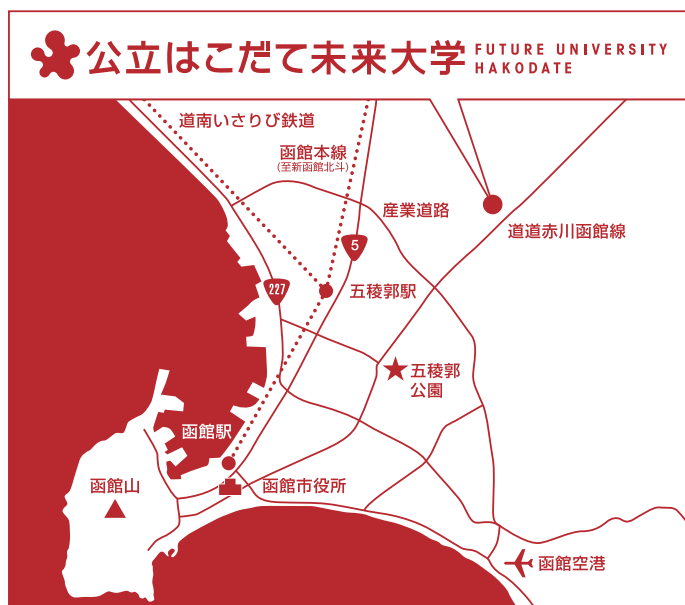 公立はこだて未来大学
FUTURE UNIVERSITY
HAKODATE
道南いさりび鉄道
函館本線
(至新函館北斗)
産業道路
道道赤川函館線
5
227
五稜郭駅
五稜郭
公園
函館駅
函館山
函館市役所
函館空港